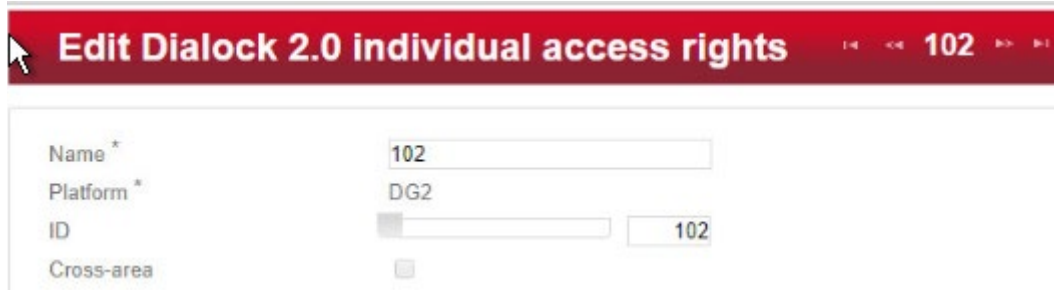 Edit Dialock 2.0 individual access rights 102
Name * 102
Platform * DG2
ID 102
Cross-area